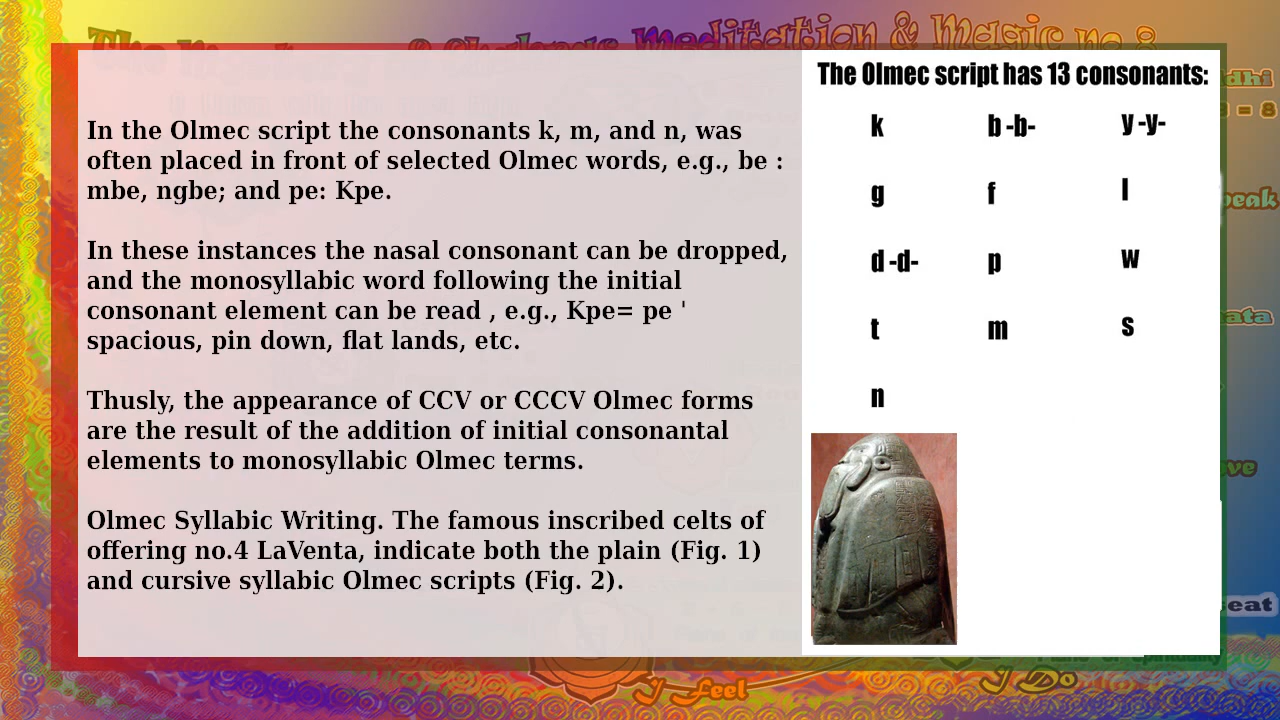 The Meditation & Magic no.8
In the Olmec script the consonants k, m, and n, was
often placed in front of selected Olmec words, e.g., be :
mbe, ngbe; and pe: Kpe.
In these instances the nasal consonant can be dropped,
and the monosyllabic word following the initial
consonant element can be read , e.g., Kpe= pe '
spacious, pin down, flat lands, etc.
Thusly, the appearance of CCV or CCCV Olmec forms
are the result of the addition of initial consonantal
elements to monosyllabic Olmec terms.
Olmec Syllabic Writing. The famous inscribed celts of
offering no.4 LaVenta, indicate both the plain (Fig. 1)
and cursive syllabic Olmec scripts (Fig. 2).
The Olmec script has 13 consonants:
k b -b- y -y-
g f l
d -d- p w
t m s
n
= 8
I feel
I Do